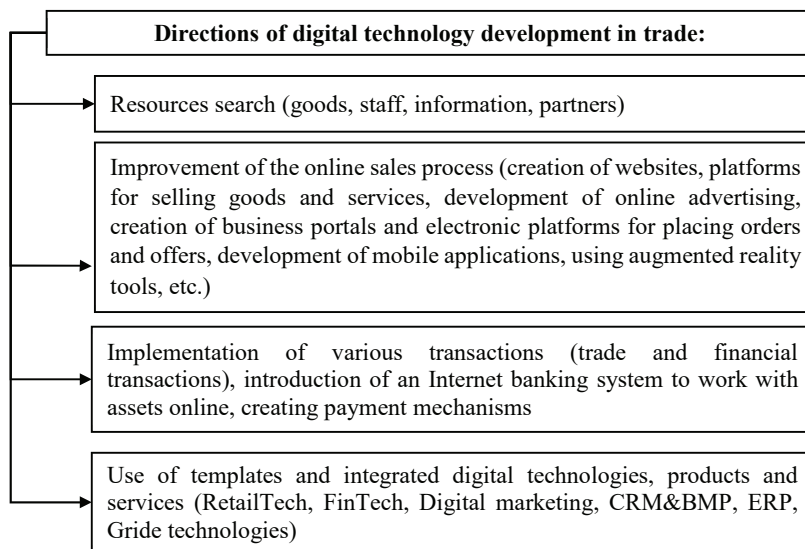 Directions of digital technology development in trade:
Resources search (goods, staff, information, partners)
Improvement of the online sales process (creation of websites, platforms
for selling goods and services, development of online advertising,
creation of business portals and electronic platforms for placing orders
and offers, development of mobile applications, using augmented reality
tools, etc.)
Implementation of various transactions (trade and financial
transactions), introduction of an Internet banking system to work with
assets online, creating payment mechanisms
Use of templates and integrated digital technologies, products and
services (RetailTech, FinTech, Digital marketing, CRM&BMP, ERP,
Gride technologies)